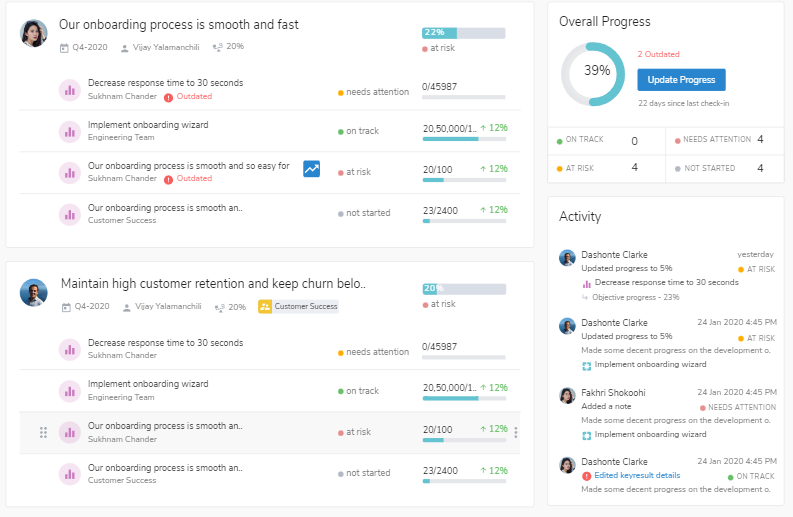 Our onboarding process is smooth and fast
22%
Q4-2020 Vijay Yalamanchili 20%
at risk
Decrease response time to 30 seconds
Sukhnam Chander Outdated
needs attention
0/45987
Implement onboarding wizard
Engineering Team
on track
20,50,000/1.. 12%
Our onboarding process is smooth and so easy for
Sukhnam Chander Outdated
at risk
20/100 12%
Our onboarding process is smooth an..
Customer Success
not started
23/2400 12%
Maintain high customer retention and keep churn belo..
20%
Q4-2020 Vijay Yalamanchili 20% Customer Success
at risk
Decrease response time to 30 seconds
Sukhnam Chander
needs attention
0/45987
Implement onboarding wizard
Engineering Team
on track
20,50,000/1.. 12%
Our onboarding process is smooth an..
Sukhnam Chander
at risk
20/100 12%
Our onboarding process is smooth an..
Customer Success
not started
23/2400 12%
Overall Progress
39%
2 Outdated
Update Progress
22 days since last check-in
ON TRACK 0
NEEDS ATTENTION 4
AT RISK 4
NOT STARTED 4
Activity
Dashonte Clarke yesterday
Updated progress to 5% AT RISK
Decrease response time to 30 seconds
Objective progress - 23%
Dashonte Clarke 24 Jan 2020 4:45 PM
Updated progress to 5% AT RISK
Made some decent progress on the development o.
Implement onboarding wizard
Fakhri Shokoohi 24 Jan 2020 4:45 PM
Added a note NEEDS ATTENTION
Made some decent progress on the development o.
Implement onboarding wizard
Dashonte Clarke 24 Jan 2020 4:45 PM
Edited keyresult details ON TRACK
Made some decent progress on the development o.